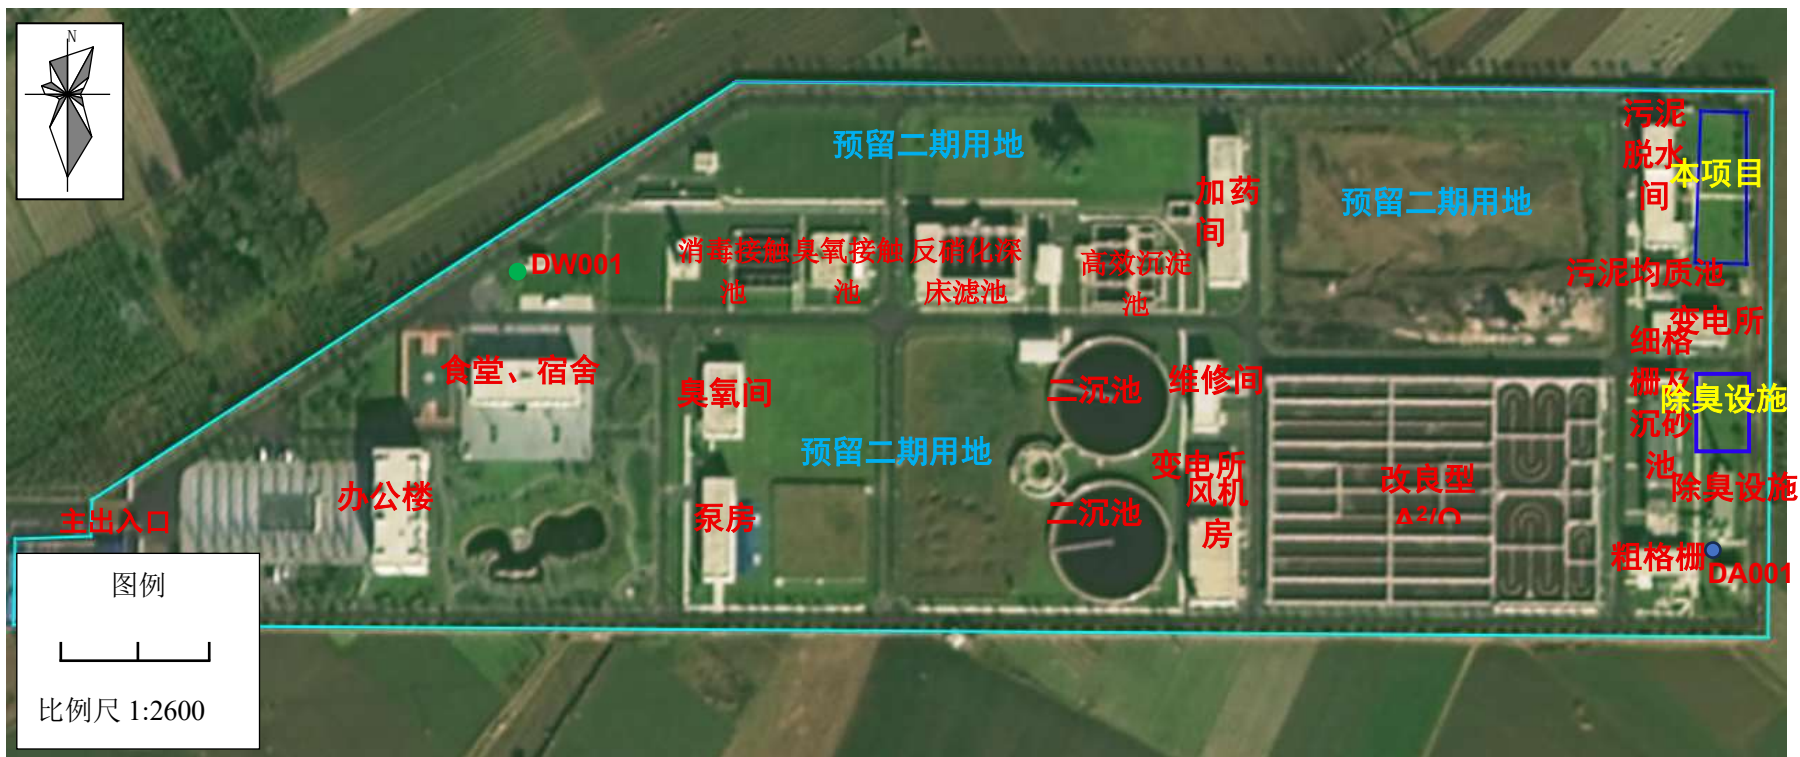 N
预留二期用地
污泥
脱水
间
本项目
加药
间
预留二期用地
消毒接触
池
臭氧接触
池
反硝化深
床滤池
高效沉淀
池
DW001
污泥均质池
变电所
细格
栅及
沉砂
池
食堂、宿舍
臭氧间
二沉池
维修间
除臭设施
预留二期用地
变电所
风机
房
改良型
A²/O
办公楼
泵房
二沉池
除臭设施
主出入口
粗格栅
DA001
图例
比例尺 1:2600